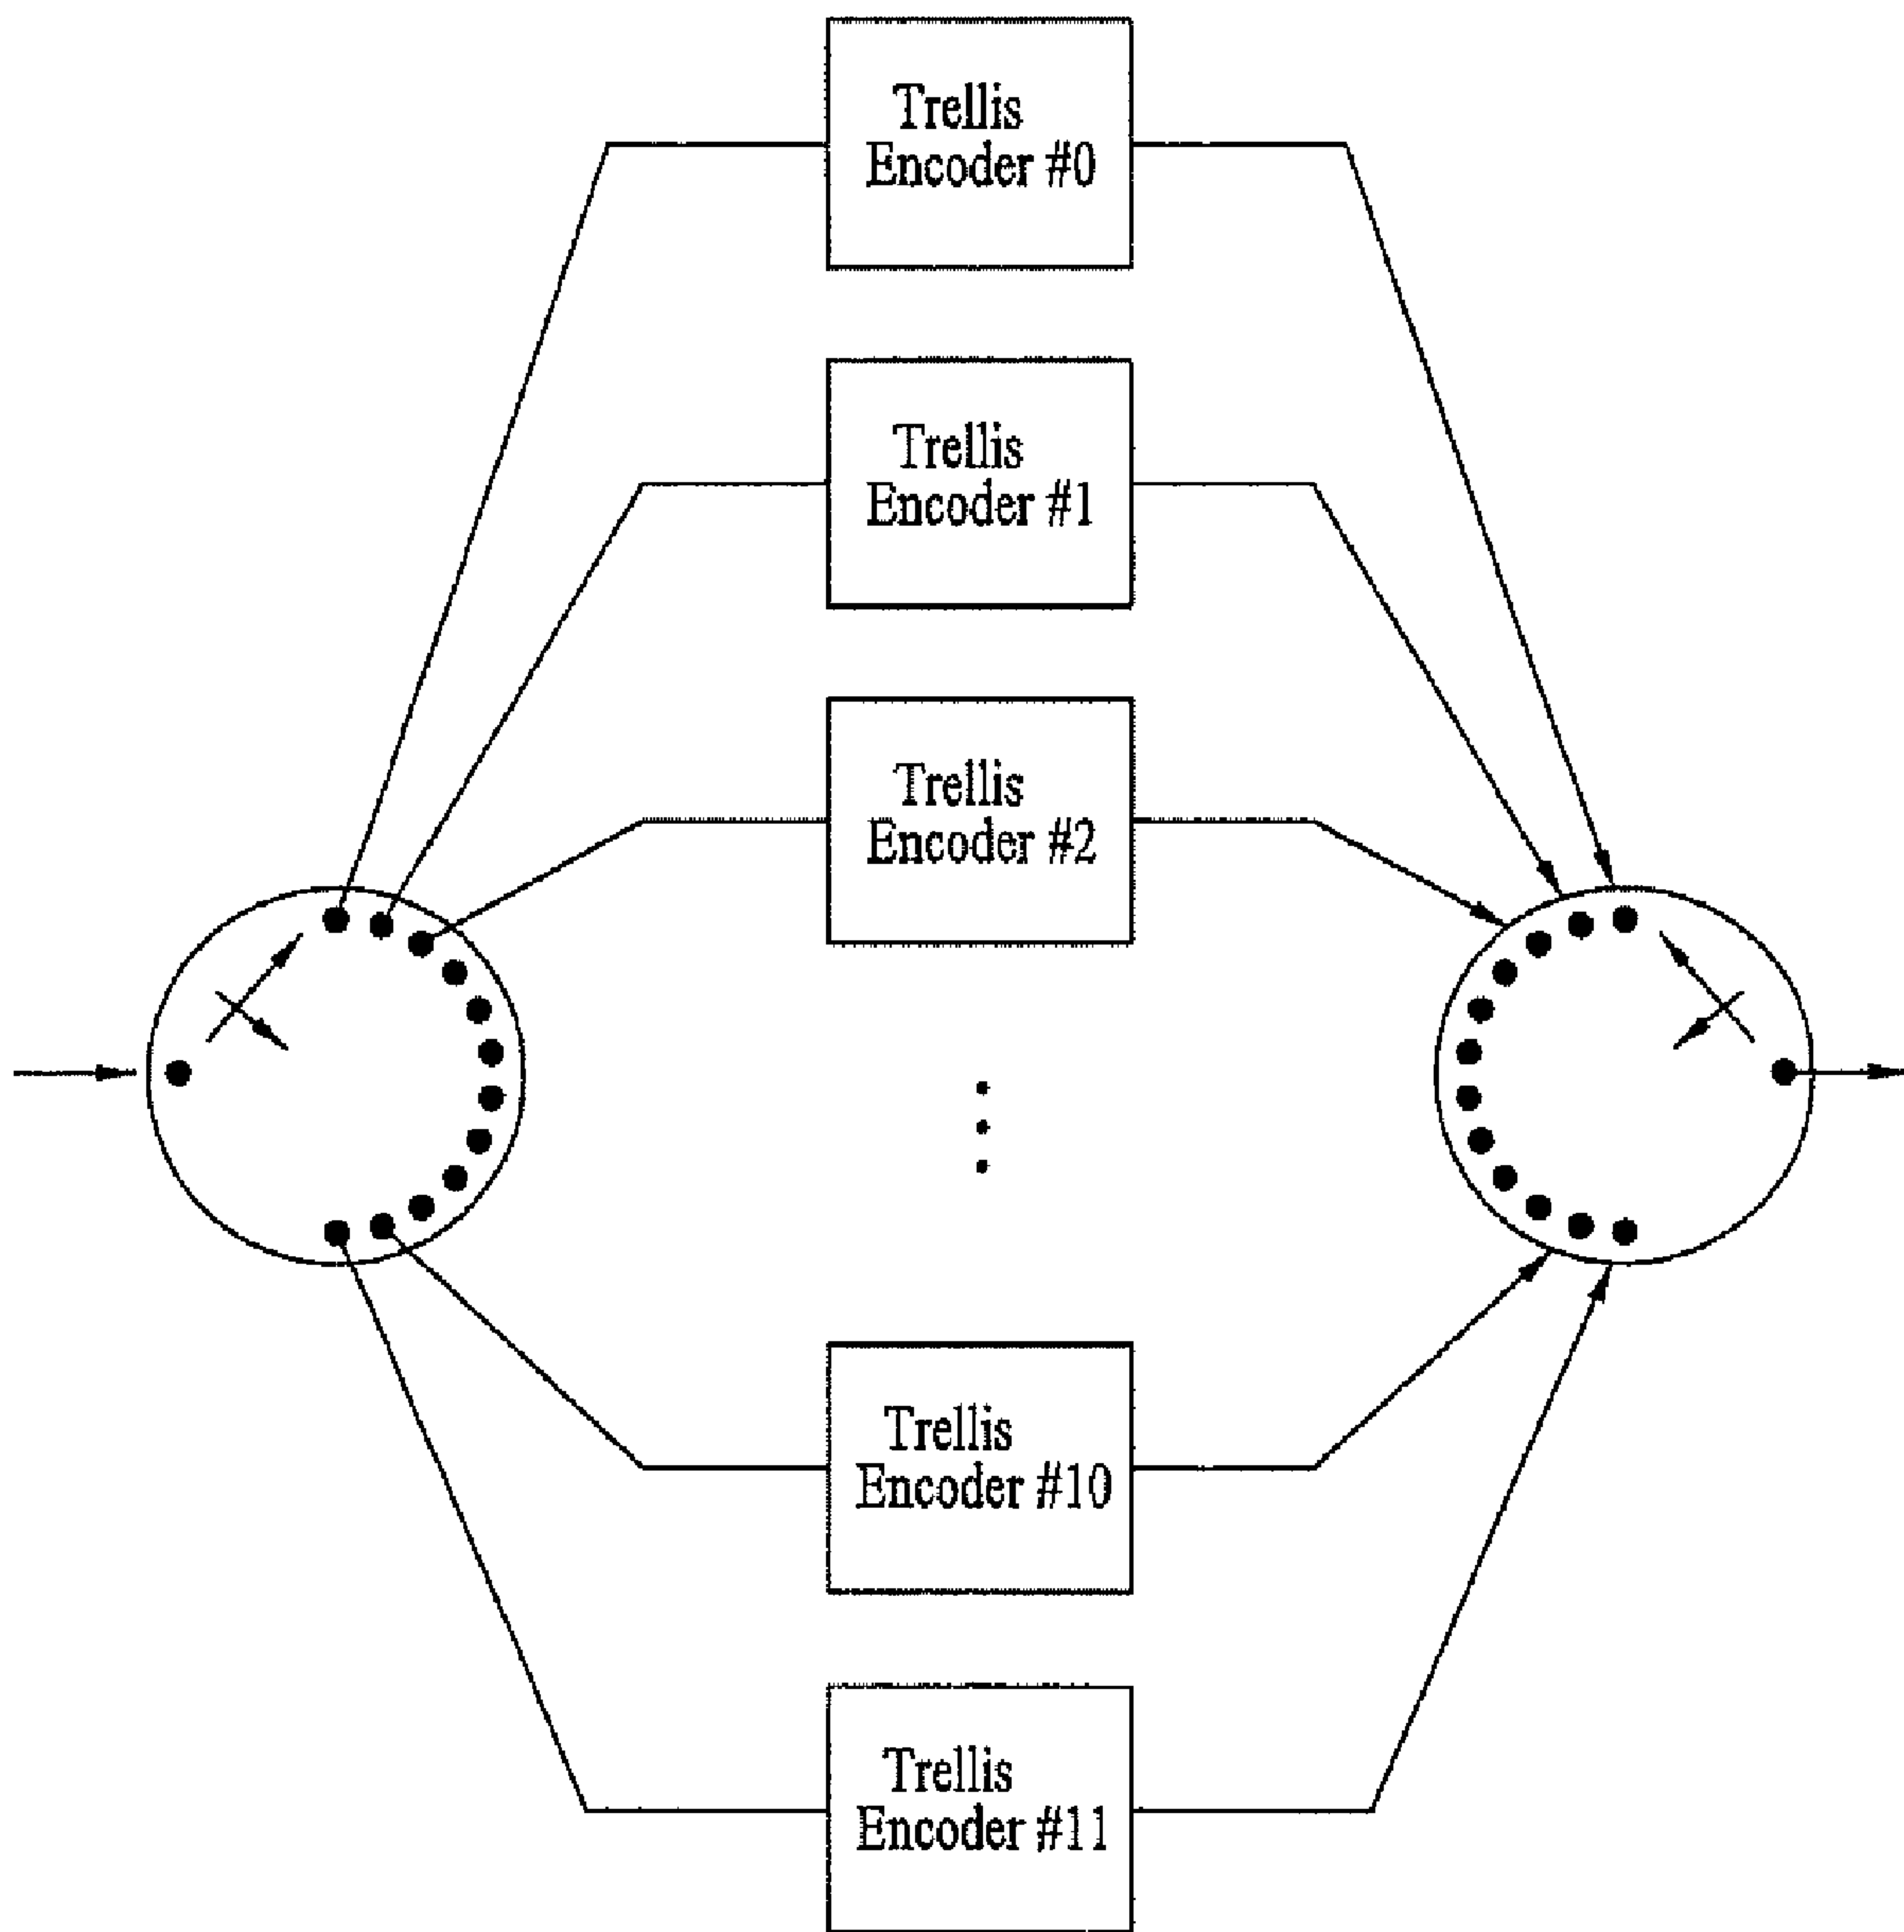 Trellis
Encoder #0
Trellis
Encoder #1
Trellis
Encoder #2
Trellis
Encoder #10
Trellis
Encoder #11